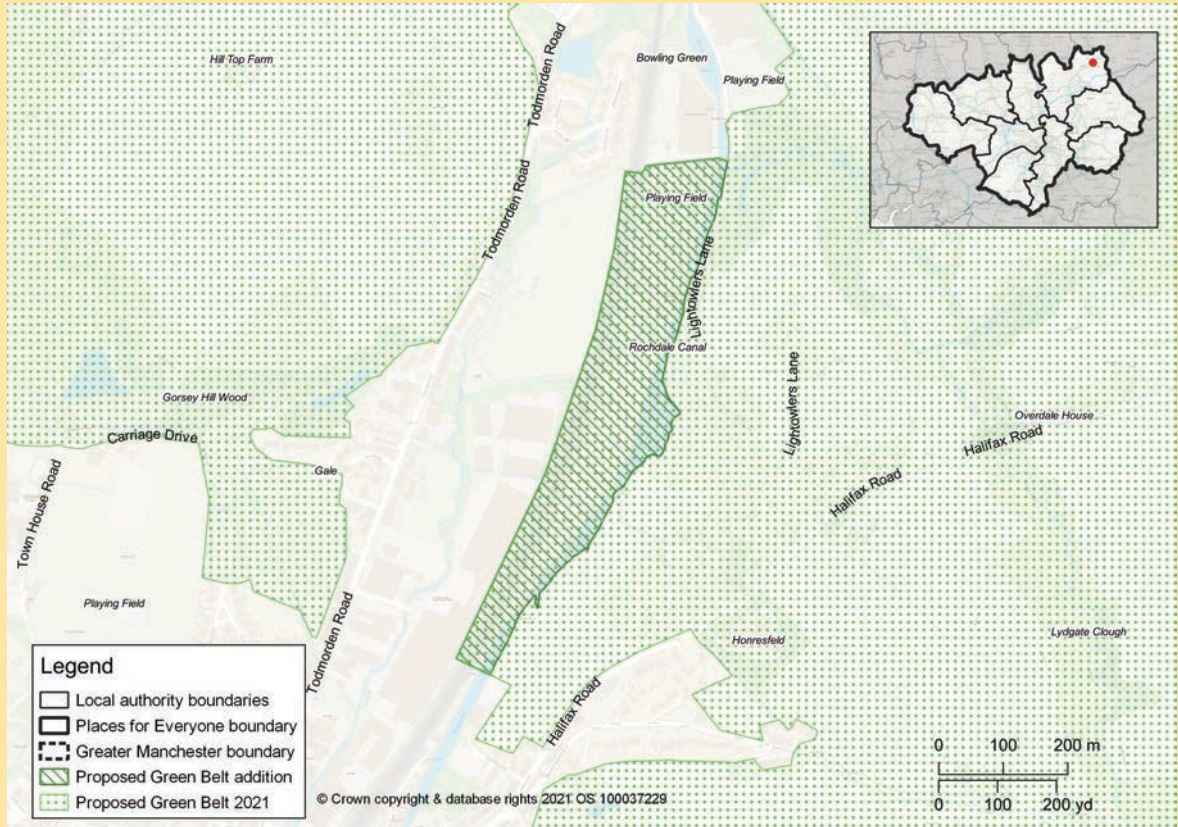 Hill Top Farm
Todmorden Road
Bowling Green
Playing Field
Todmorden Road
Playing Field
Lightowlers Lane
Rochdale Canal
Lightowlers Lane
Gorsey Hill Wood
Carriage Drive
Overdale House
Halifax Road
Gale
Halifax Road
Town House Road
Playing Field
Todmorden Road
Honresfeld
Lydgate Clough
Halifax Road
Legend
Local authority boundaries
Places for Everyone boundary
Greater Manchester boundary
Proposed Green Belt addition
Proposed Green Belt 2021
© Crown copyright & database rights 2021 OS 100037229
0 100 200 m
0 100 200 yd